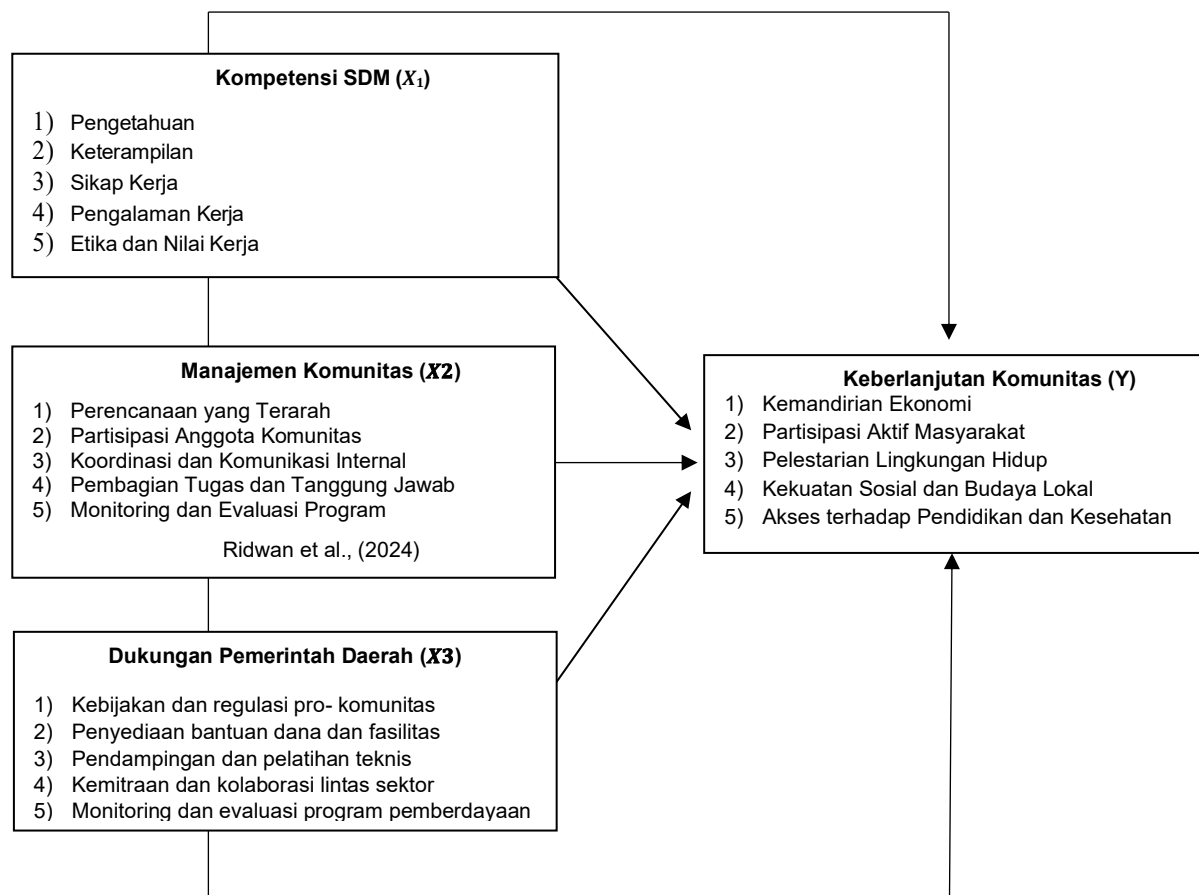 Kompetensi SDM (X₁)
1) Pengetahuan
2) Keterampilan
3) Sikap Kerja
4) Pengalaman Kerja
5) Etika dan Nilai Kerja
Manajemen Komunitas (X2)
1) Perencanaan yang Terarah
2) Partisipasi Anggota Komunitas
3) Koordinasi dan Komunikasi Internal
4) Pembagian Tugas dan Tanggung Jawab
5) Monitoring dan Evaluasi Program
Ridwan et al., (2024)
Dukungan Pemerintah Daerah (X3)
1) Kebijakan dan regulasi pro- komunitas
2) Penyediaan bantuan dana dan fasilitas
3) Pendampingan dan pelatihan teknis
4) Kemitraan dan kolaborasi lintas sektor
5) Monitoring dan evaluasi program pemberdayaan
Keberlanjutan Komunitas (Y)
1) Kemandirian Ekonomi
2) Partisipasi Aktif Masyarakat
3) Pelestarian Lingkungan Hidup
4) Kekuatan Sosial dan Budaya Lokal
5) Akses terhadap Pendidikan dan Kesehatan